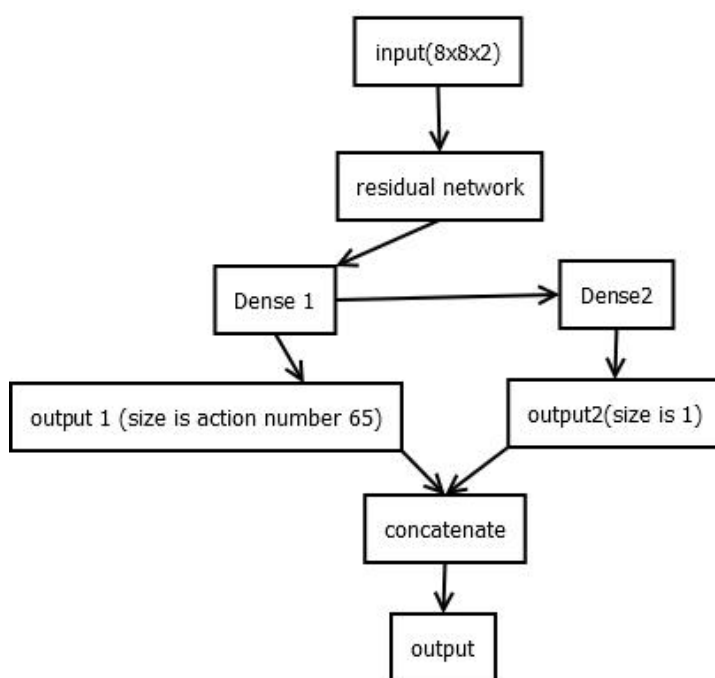 input(8x8x2)
residual network
Dense 1
Dense2
output 1 (size is action number 65)
output2(size is 1)
concatenate
output